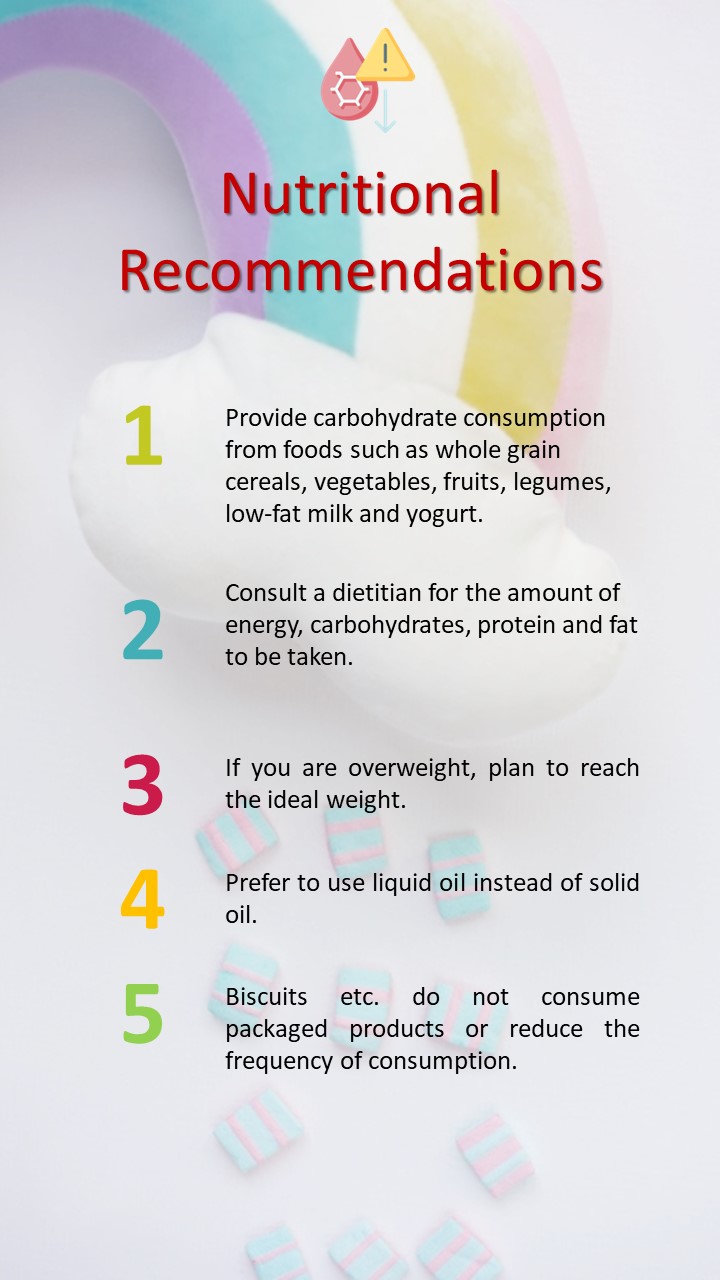 Nutritional
Recommendations
1
Provide carbohydrate consumption
from foods such as whole grain
cereals, vegetables, fruits, legumes,
low-fat milk and yogurt.
2
Consult a dietitian for the amount of
energy, carbohydrates, protein and fat
to be taken.
3
If you are overweight, plan to reach
the ideal weight.
4
Prefer to use liquid oil instead of solid
oil.
5
Biscuits etc. do not consume
packaged products or reduce the
frequency of consumption.